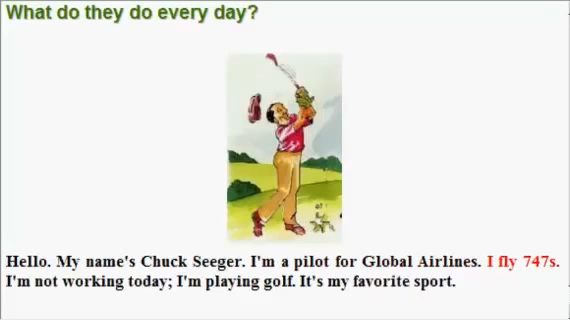 What do they do every day?
Hello. My name's Chuck Seeger. I'm a pilot for Global Airlines. I fly 747s.
I'm not working today; I'm playing golf. It's my favorite sport.